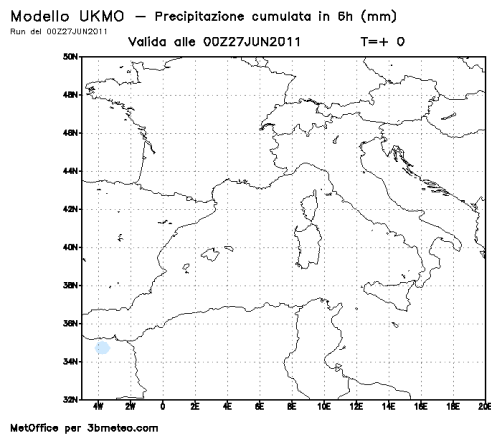 Modello UKMO – Precipitazione cumulata in 6h (mm)
Run del 00Z27JUN2011
Valida alle 00Z27JUN2011 T=+ 0
50N
48N
46N
44N
42N
40N
38N
36N
34N
32N
4W 2W 0 2E 4E 6E 8E 10E 12E 14E 16E 18E 20E
MetOffice per 3bmeteo.com